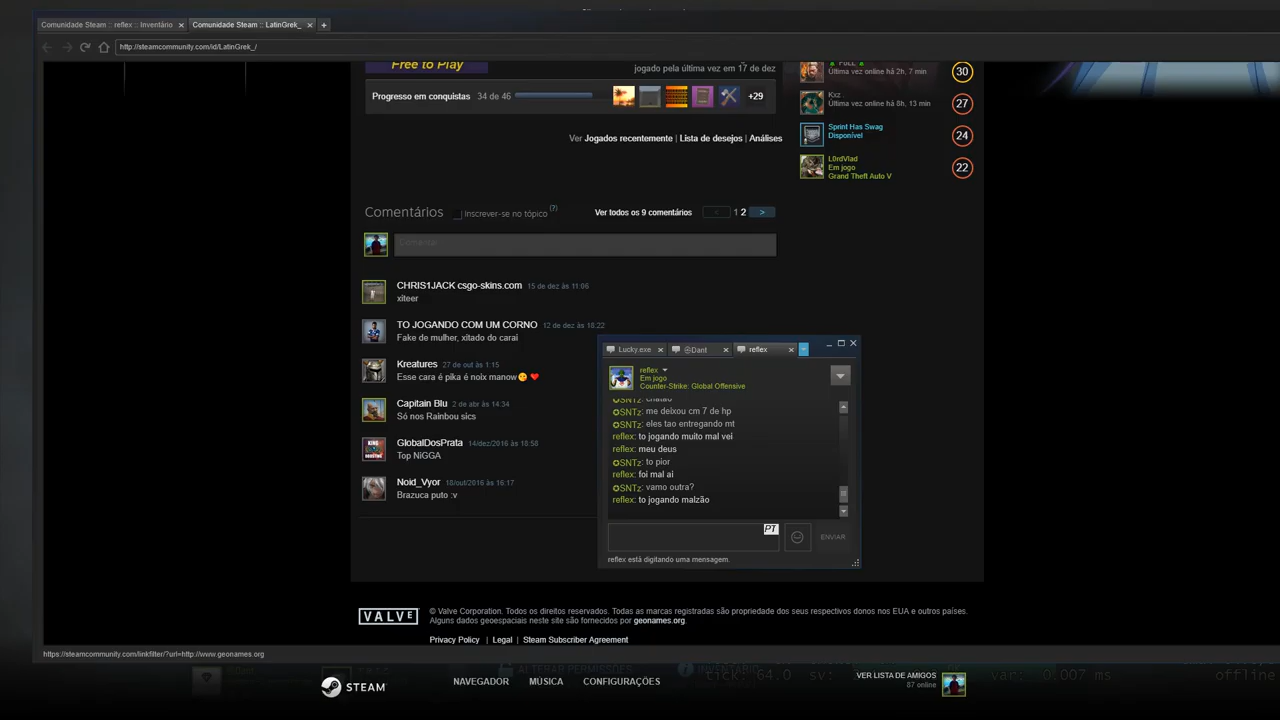 Comunidade Steam :: reflex :: Inventário
Comunidade Steam :: LatinGrek_
http://steamcommunity.com/id/LatinGrek_/
Free to Play
jogado pela última vez em 17 de dez
Progresso em conquistas 34 de 46 +29
Ver Jogados recentemente | Lista de desejos | Análises
FuLL
Última vez online há 2h, 7 min
30
Kxz
Última vez online há 8h, 13 min
27
Sprint Has Swag
Disponível
24
L0rdVlad
Em jogo
Grand Theft Auto V
22
Comentários Inscrever-se no tópico (?)
Ver todos os 9 comentários < 1 2 >
Comentar
CHRIS1JACK csgo-skins.com 15 de dez às 11:06
xiteer
TO JOGANDO COM UM CORNO 12 de dez às 18:22
Fake de mulher, xitado do carai
Kreatures 27 de out às 1:15
Esse cara é pika é noix manow😘❤
Capitain Blu 2 de abr às 14:34
Só nos Rainbou sics
GlobalDosPrata 14/dez/2016 às 18:58
Top NiGGA
Noid_Vyor 18/out/2016 às 16:17
Brazuca puto :v
Lucky.exe
Dant
reflex
reflex
Em jogo
Counter-Strike: Global Offensive
✪SNTz: chatao
✪SNTz: me deixou cm 7 de hp
✪SNTz: eles tao entregando mt
reflex: to jogando muito mal vei
reflex: meu deus
✪SNTz: to pior
reflex: foi mal ai
✪SNTz: vamo outra?
reflex: to jogando malzão
PT
ENVIAR
reflex está digitando uma mensagem.
VALVE
© Valve Corporation. Todos os direitos reservados. Todas as marcas registradas são propriedade dos seus respectivos donos nos EUA e outros países.
Alguns dados geoespaciais neste site são fornecidos por geonames.org.
Privacy Policy | Legal | Steam Subscriber Agreement
https://steamcommunity.com/linkfilter/?url=http://www.geonames.org
ALTERAR PERMISSÕES
INVENTÁRIO
tick: 64.0 sv: var: 0.007 ms offline
STEAM
NAVEGADOR MÚSICA CONFIGURAÇÕES
VER LISTA DE AMIGOS
87 online